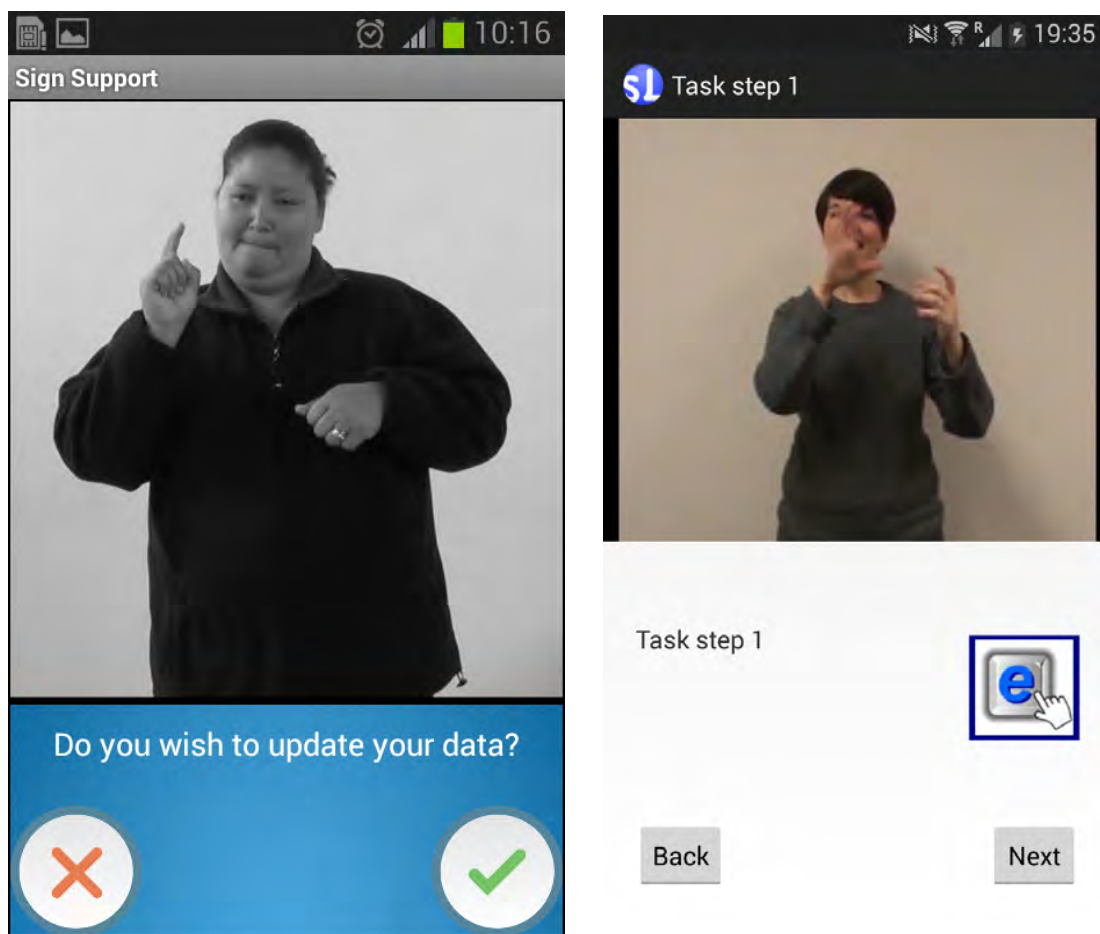 10:16
Sign Support
Do you wish to update your data?
R 19:35
SL Task step 1
Task step 1
e
Back
Next